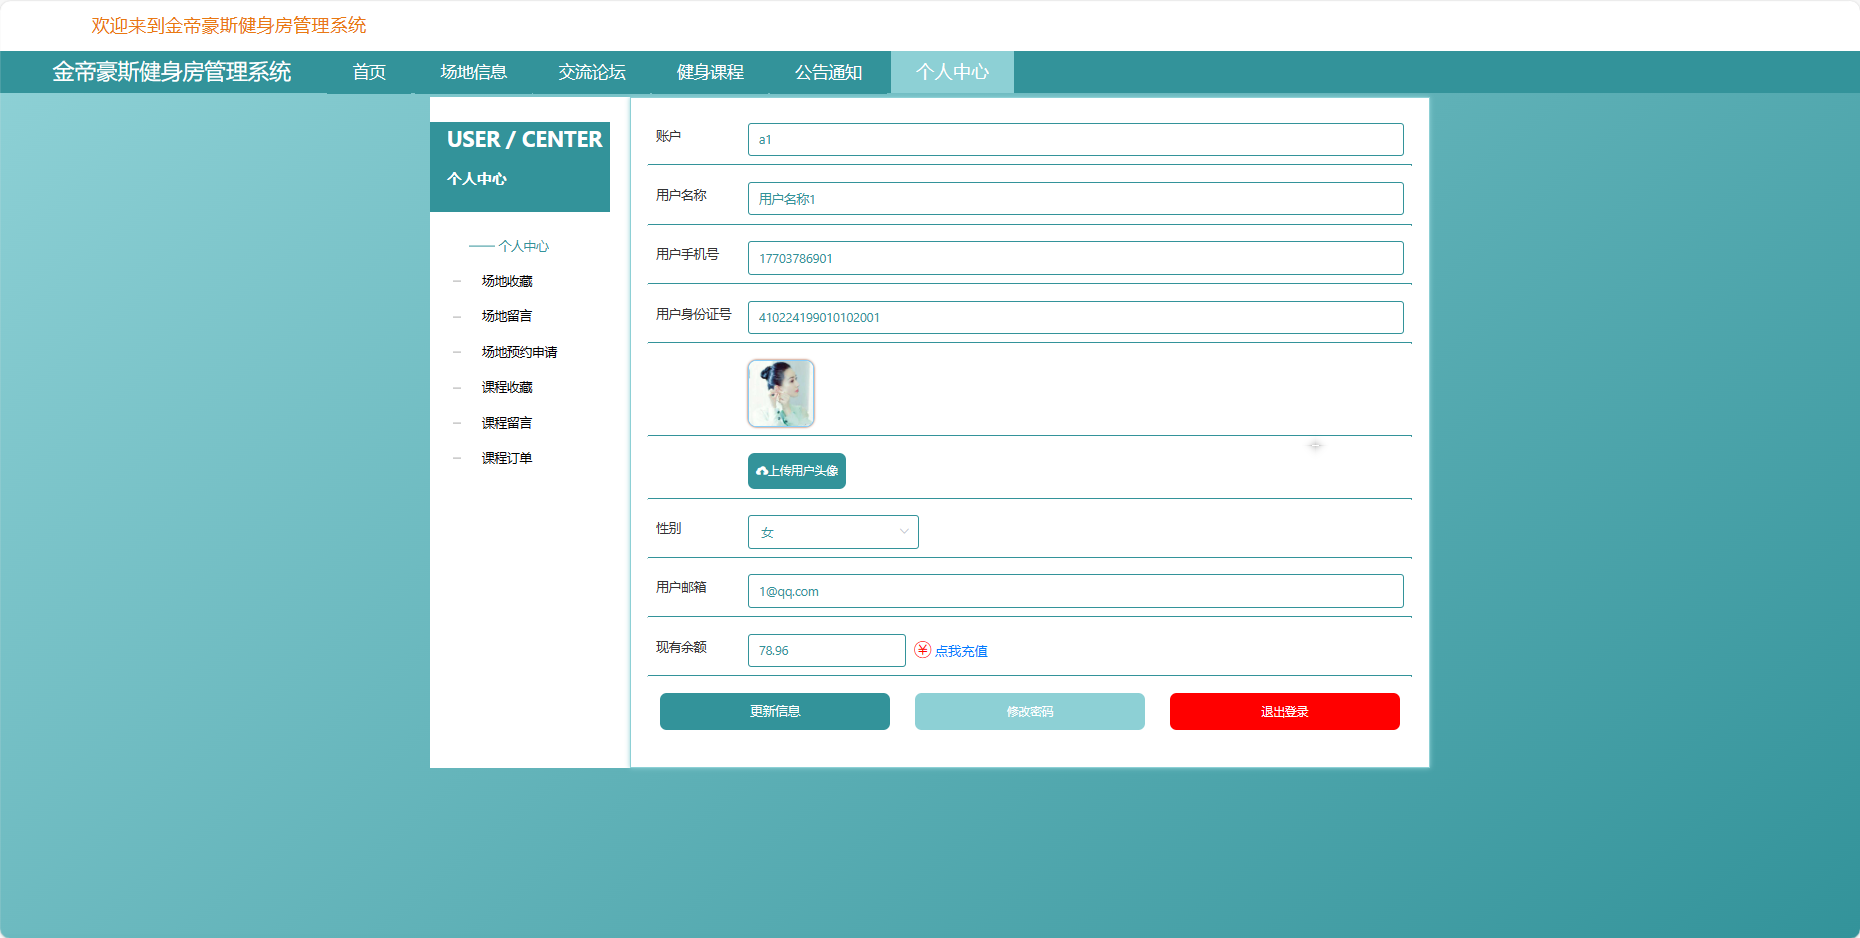 欢迎来到金帝豪斯健身房管理系统
金帝豪斯健身房管理系统 首页 场地信息 交流论坛 健身课程 公告通知 个人中心
USER / CENTER
个人中心
个人中心
场地收藏
场地留言
场地预约申请
课程收藏
课程留言
课程订单
账户 a1
用户名称 用户名称1
用户手机号 17703786901
用户身份证号 410224199010102001
上传用户头像
性别 女
用户邮箱 1@qq.com
现有余额 78.96 点我充值
更新信息 修改密码 退出登录